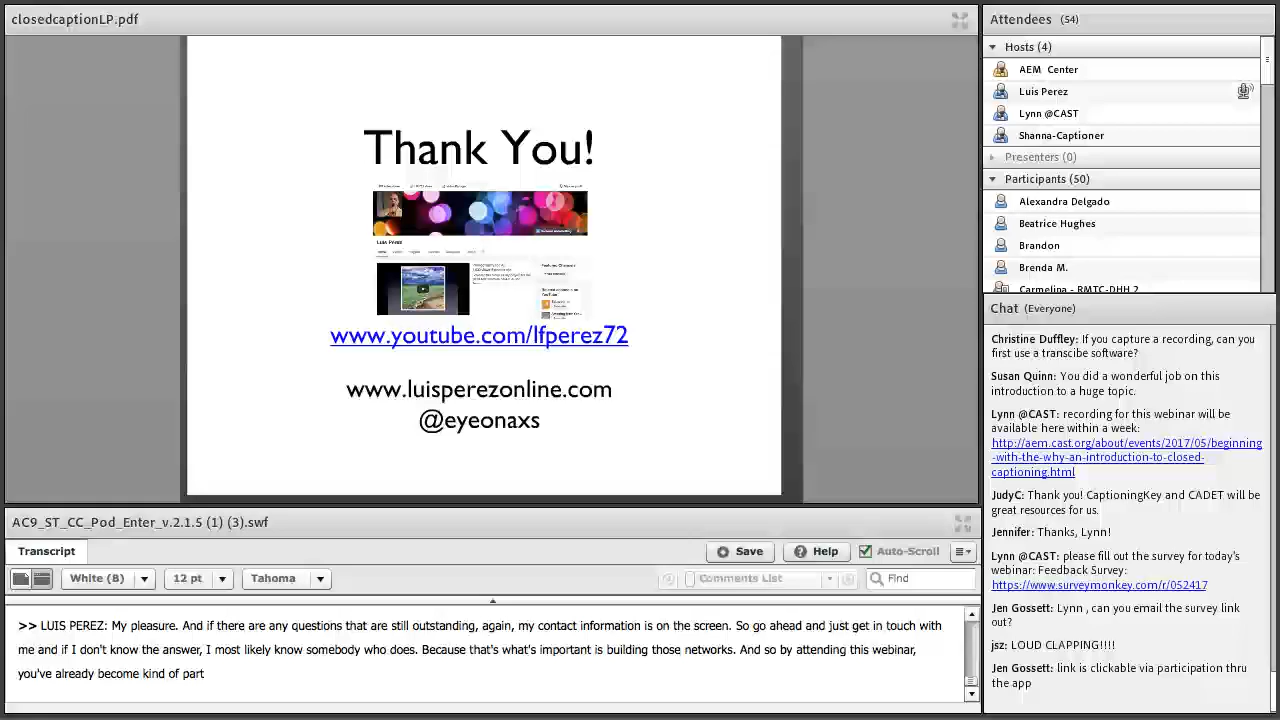 closedcaptionLP.pdf
Thank You!
Luis Perez
www.youtube.com/lfperez72
www.luisperezonline.com
@eyeonaxs
AC9_ST_CC_Pod_Enter_v.2.1.5 (1) (3).swf
Transcript
Save
Help
Auto-Scroll
White (8)
12 pt
Tahoma
Comments List
Find
>> LUIS PEREZ: My pleasure. And if there are any questions that are still outstanding, again, my contact information is on the screen. So go ahead and just get in touch with
me and if I don't know the answer, I most likely know somebody who does. Because that's what's important is building those networks. And so by attending this webinar,
you've already become kind of part
Attendees (54)
Hosts (4)
AEM Center
Luis Perez
Lynn @CAST
Shanna-Captioner
Presenters (0)
Participants (50)
Alexandra Delgado
Beatrice Hughes
Brandon
Brenda M.
Carmelina - RMTC-DHH 2
Chat (Everyone)
Christine Duffley: If you capture a recording, can you
first use a transcibe software?
Susan Quinn: You did a wonderful job on this
introduction to a huge topic.
Lynn @CAST: recording for this webinar will be
available here within a week:
http://aem.cast.org/about/events/2017/05/beginning
-with-the-why-an-introduction-to-closed-
captioning.html
JudyC: Thank you! CaptioningKey and CADET will be
great resources for us.
Jennifer: Thanks, Lynn!
Lynn @CAST: please fill out the survey for today's
webinar: Feedback Survey:
https://www.surveymonkey.com/r/052417
Jen Gossett: Lynn , can you email the survey link
out?
jsz: LOUD CLAPPING!!!!
Jen Gossett: link is clickable via participation thru
the app